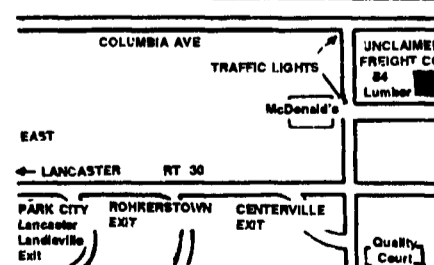 COLUMBIA AVE
UNCLAIMED
FREIGHT CO
84
Lumber
TRAFFIC LIGHTS
McDonald's
EAST
← LANCASTER RT 30
PARK CITY
Lancaster
Landisville
Exit
ROHRERSTOWN
EXIT
CENTERVILLE
EXIT
Quality
Court